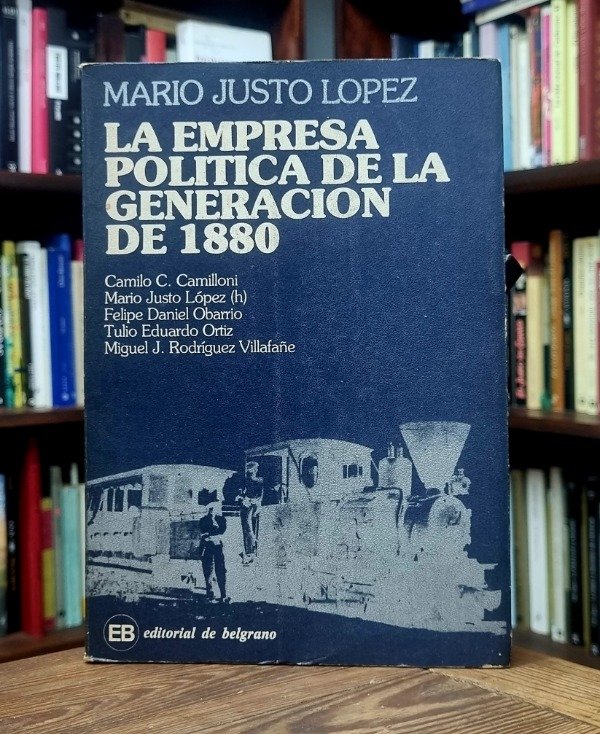 MARIO JUSTO LOPEZ
LA EMPRESA
POLITICA DE LA
GENERACION
DE 1880
Camilo C. Camilloni
Mario Justo López (h)
Felipe Daniel Obarrio
Tulio Eduardo Ortiz
Miguel J. Rodríguez Villafañe
EB editorial de belgrano